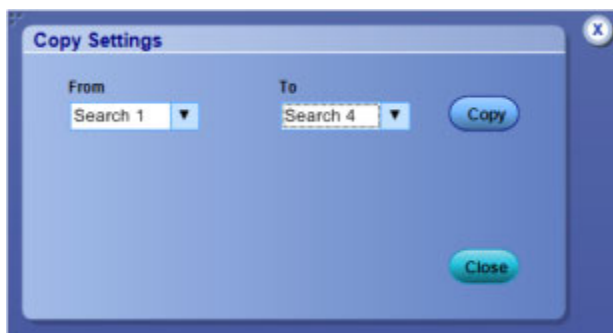 Copy Settings
X
From To
Search 1 ▼ Search 4 ▼ Copy
Close